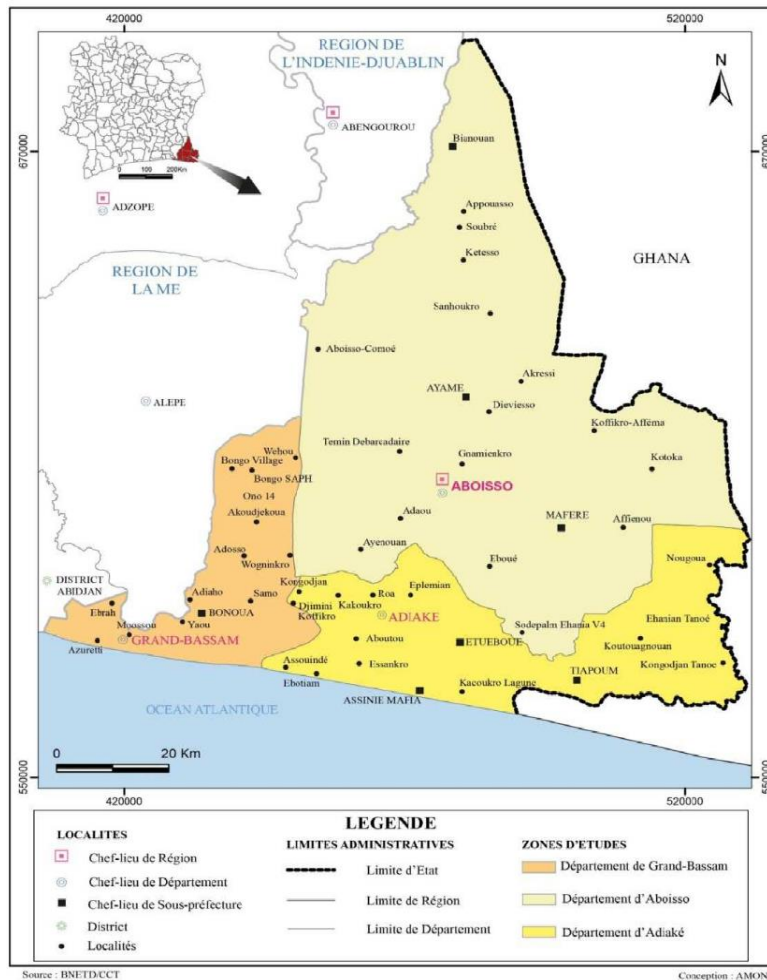 420000
520000
REGION DE
L'INDENIE-DJUABLIN
N
ABENGOUROU
Bianouan
670000
670000
0 100 200Km
ADZOPE
Appouasso
Soubré
Ketesso
GHANA
REGION DE
LA ME
Sanhoukro
Aboisso-Comoé
Akressi
AYAME
ALEPE
Dieviesso
Koffikro-Afféma
Temin Debarcadaire
Wehou
Gnamienkro
Kotoka
Bongo Village
Bongo SAPH
ABOISSO
Ono 14
Akoudjekoua
Adaou
MAFERE
Affienou
Ayenouan
Adosso
Wogninkro
Eboué
Nougoua
DISTRICT
ABIDJAN
Kongodjan
Roa
Eplemian
Adiaho
Samo
Kakoukro
Ebrah
BONOUA
Djimini
Koffikro
ADIAKE
Ehanian Tanoé
Moossou
Yaou
Sodepalm Ehania V4
GRAND-BASSAM
Aboutou
ETUEBOUE
Koutouagnouan
Azuretti
Assouindé
Essankro
Kongodjan Tanoe
Ebotiam
TIAPOUM
OCEAN ATLANTIQUE
ASSINIE MAFIA
Kacoukro Lagune
0 20 Km
550000
550000
420000
520000
LEGENDE
LOCALITES
Chef-lieu de Région
Chef-lieu de Département
Chef-lieu de Sous-préfecture
District
Localités
LIMITES ADMINISTRATIVES
Limite d'Etat
Limite de Région
Limite de Département
ZONES D'ETUDES
Département de Grand-Bassam
Département d'Aboisso
Département d'Adiaké
Source : BNETD/CCT
Conception : AMON